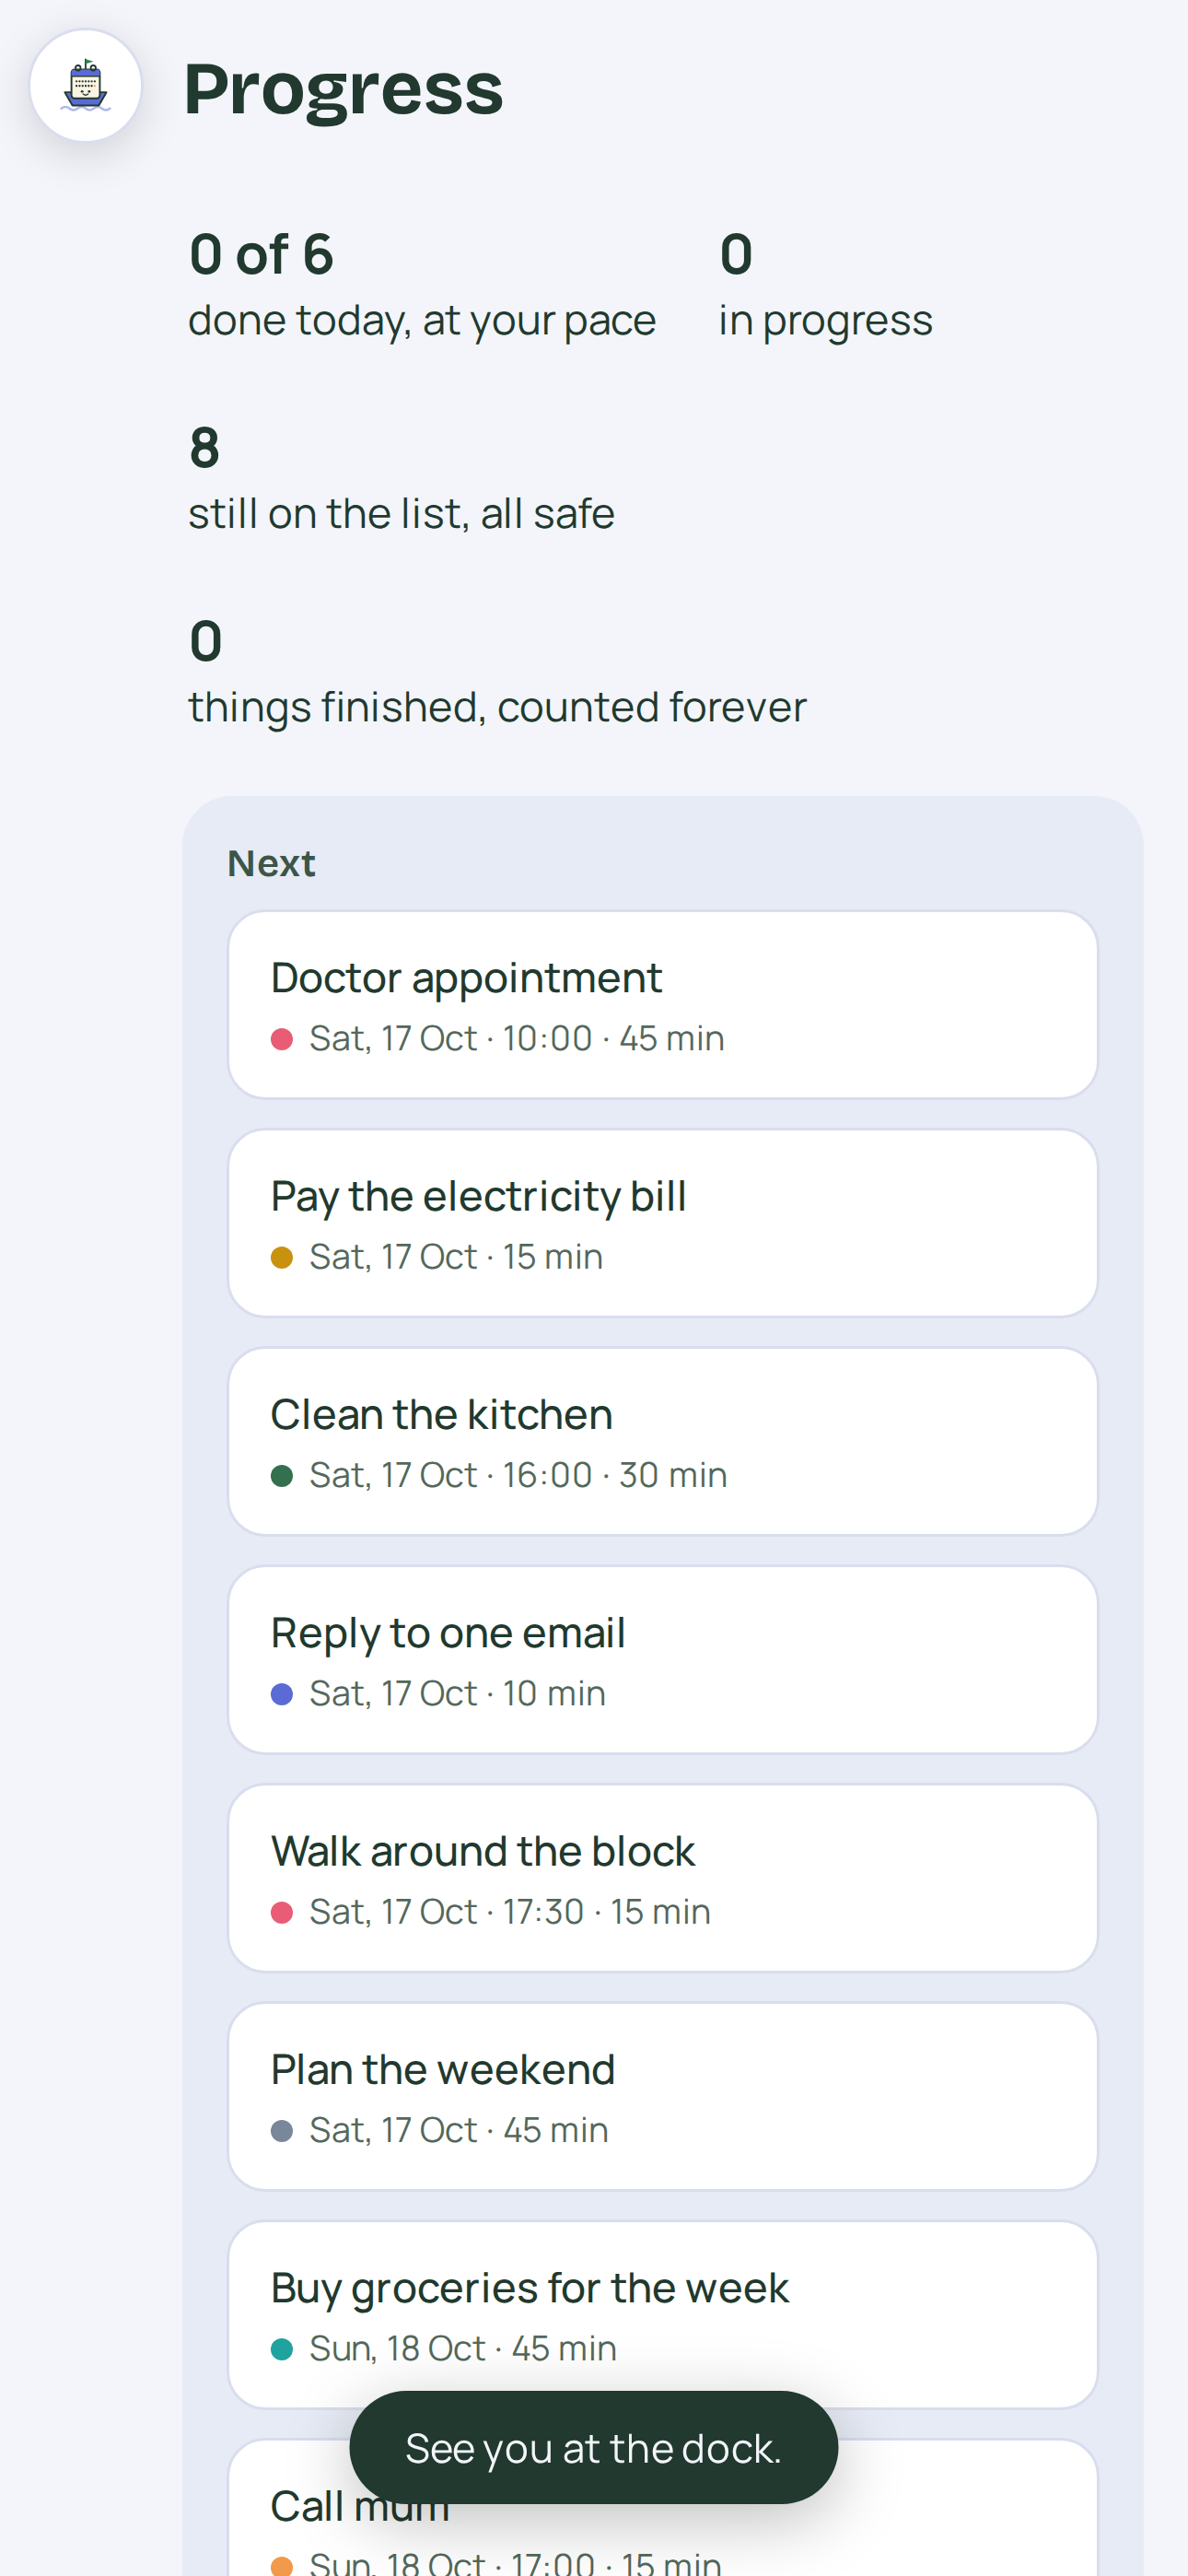 Progress
0 of 6
done today, at your pace
0
in progress
8
still on the list, all safe
0
things finished, counted forever
Next
Doctor appointment
Sat, 17 Oct · 10:00 · 45 min
Pay the electricity bill
Sat, 17 Oct · 15 min
Clean the kitchen
Sat, 17 Oct · 16:00 · 30 min
Reply to one email
Sat, 17 Oct · 10 min
Walk around the block
Sat, 17 Oct · 17:30 · 15 min
Plan the weekend
Sat, 17 Oct · 45 min
Buy groceries for the week
Sun, 18 Oct · 45 min
See you at the dock.
Call mum
Sun, 18 Oct · 17:00 · 15 min